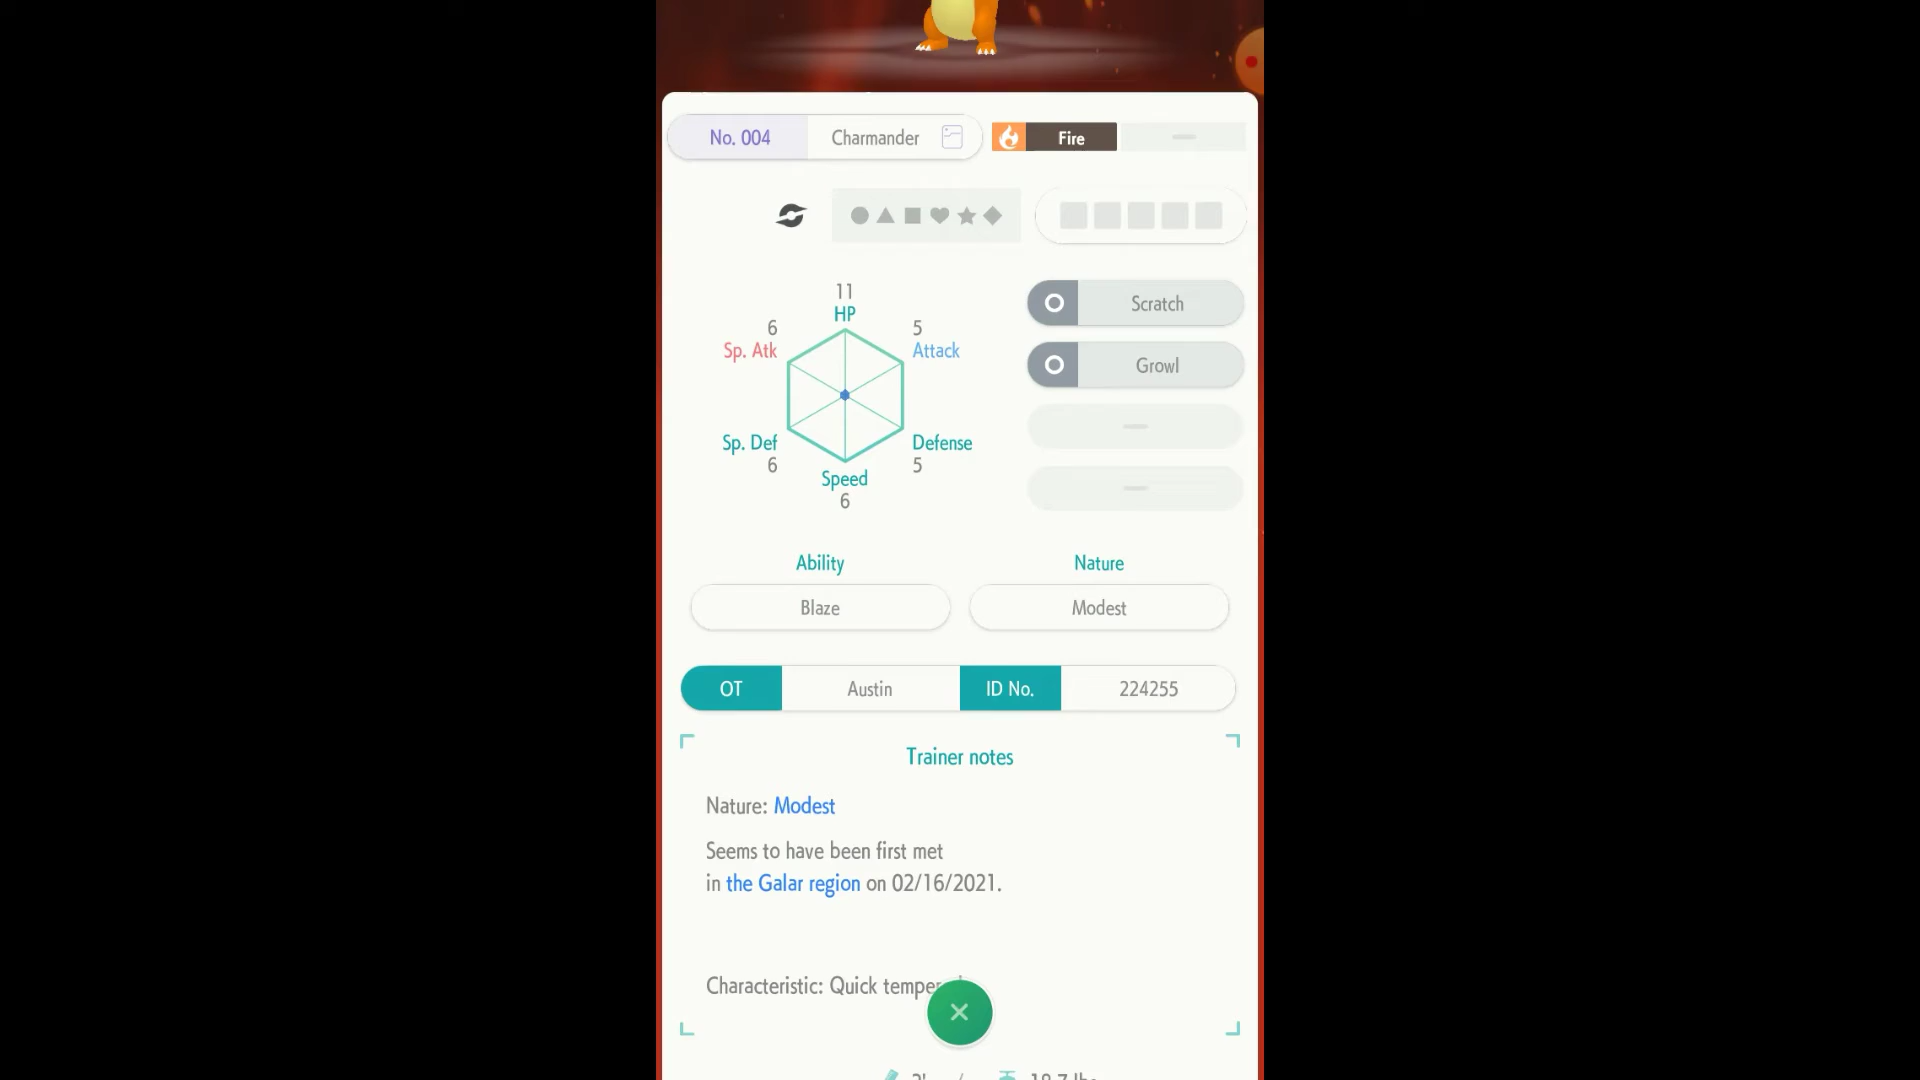 No. 004 Charmander Fire
11
HP
6 5
Sp. Atk Attack
Scratch
Growl
Sp. Def Defense
6 5
Speed
6
Ability Nature
Blaze Modest
OT Austin ID No. 224255
Trainer notes
Nature: Modest
Seems to have been first met
in the Galar region on 02/16/2021.
Characteristic: Quick